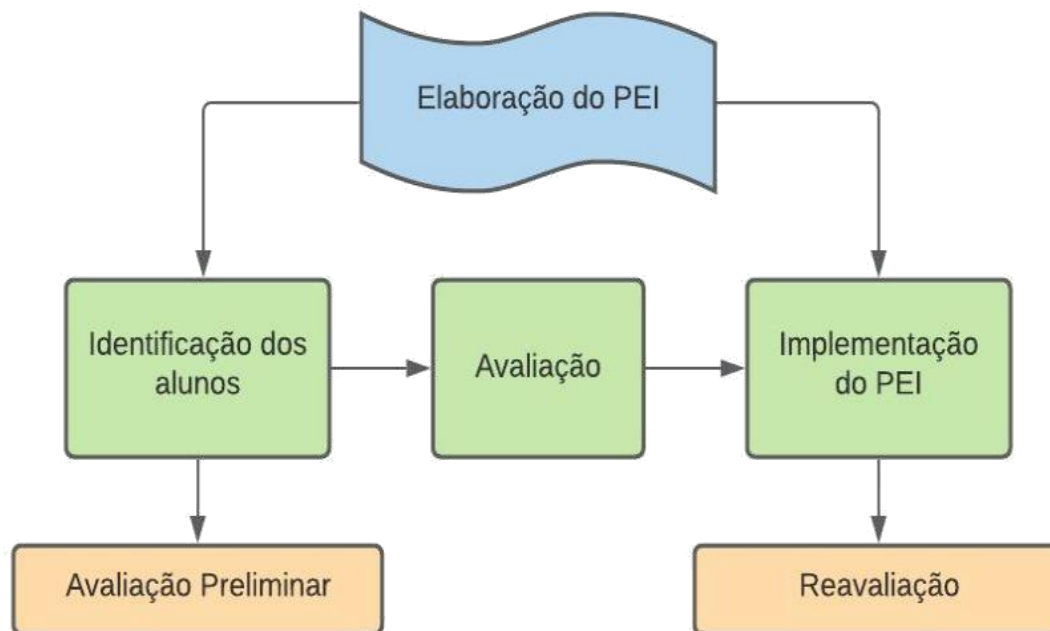 Elaboração do PEI
Identificação dos
alunos
Avaliação
Implementação
do PEI
Avaliação Preliminar
Reavaliação